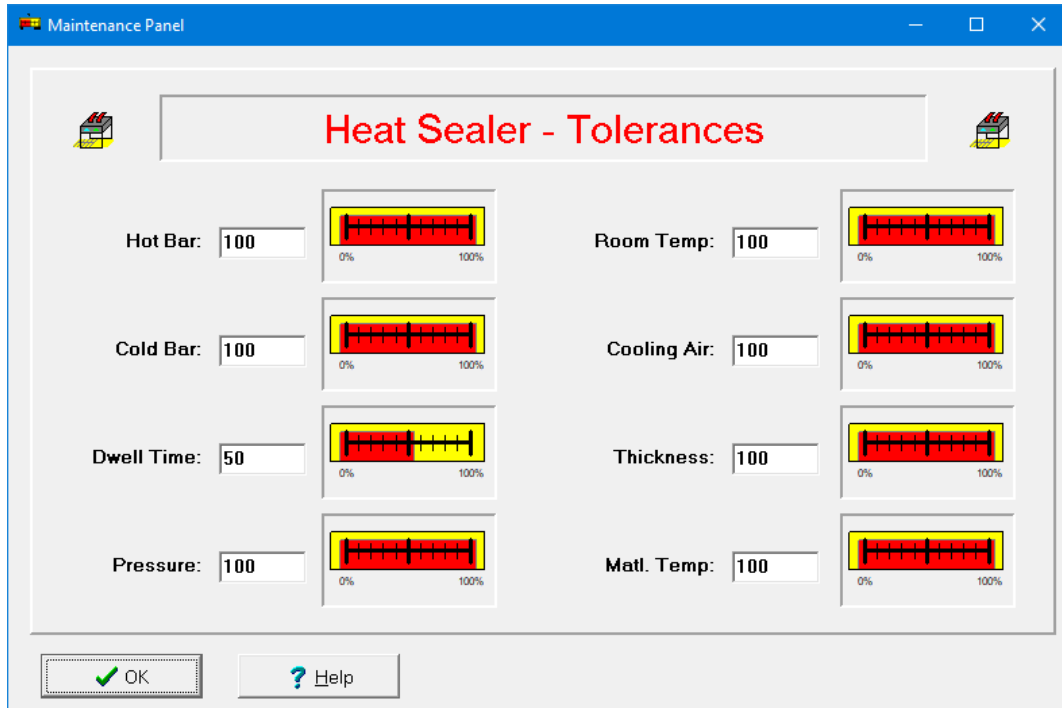 Maintenance Panel
Heat Sealer - Tolerances
Hot Bar: 100 0% 100% Room Temp: 100 0% 100%
Cold Bar: 100 0% 100% Cooling Air: 100 0% 100%
Dwell Time: 50 0% 100% Thickness: 100 0% 100%
Pressure: 100 0% 100% Matl. Temp: 100 0% 100%
OK Help